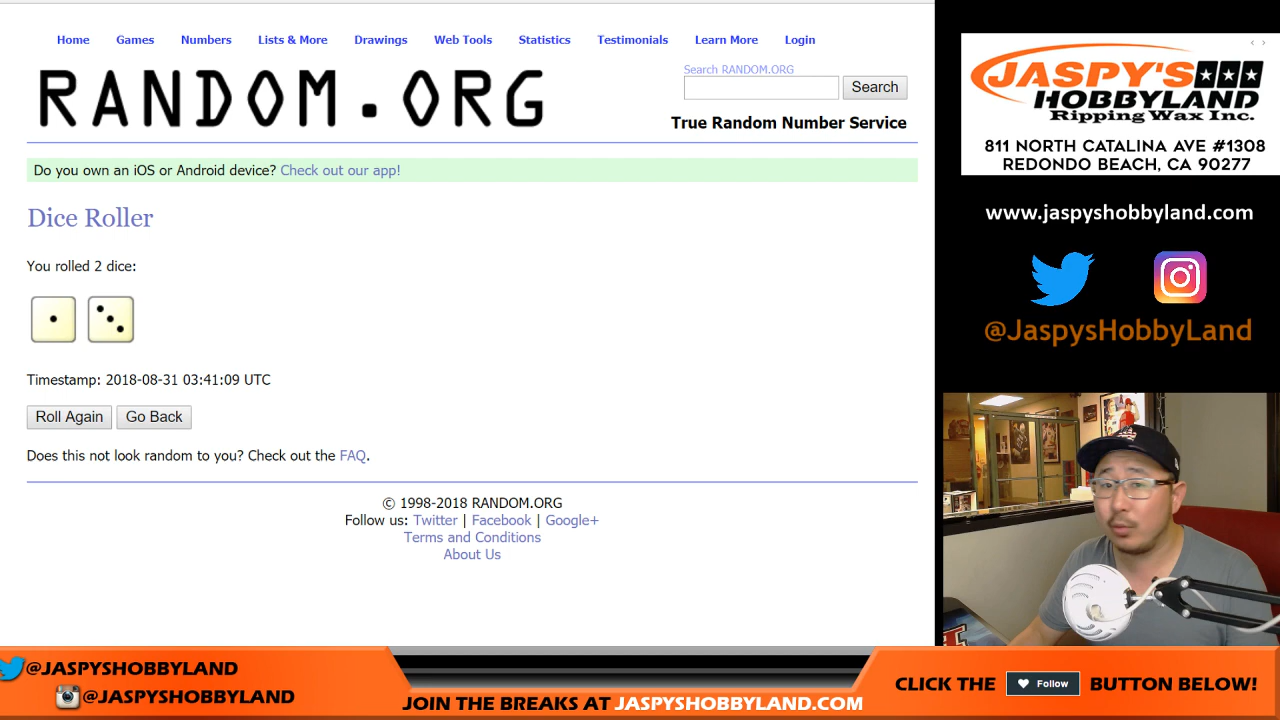 Home Games Numbers Lists & More Drawings Web Tools Statistics Testimonials Learn More Login
RANDOM.ORG
Search RANDOM.ORG
Search
True Random Number Service
Do you own an iOS or Android device? Check out our app!
Dice Roller
You rolled 2 dice:
Timestamp: 2018-08-31 03:41:09 UTC
Roll Again Go Back
Does this not look random to you? Check out the FAQ.
© 1998-2018 RANDOM.ORG
Follow us: Twitter | Facebook | Google+
Terms and Conditions
About Us
JASPY'S
HOBBYLAND
Ripping Wax Inc.
811 NORTH CATALINA AVE #1308
REDONDO BEACH, CA 90277
www.jaspyshobbyland.com
@JaspysHobbyLand
@JASPYSHOBBYLAND
@JASPYSHOBBYLAND
JOIN THE BREAKS AT JASPYSHOBBYLAND.COM
CLICK THE Follow BUTTON BELOW!